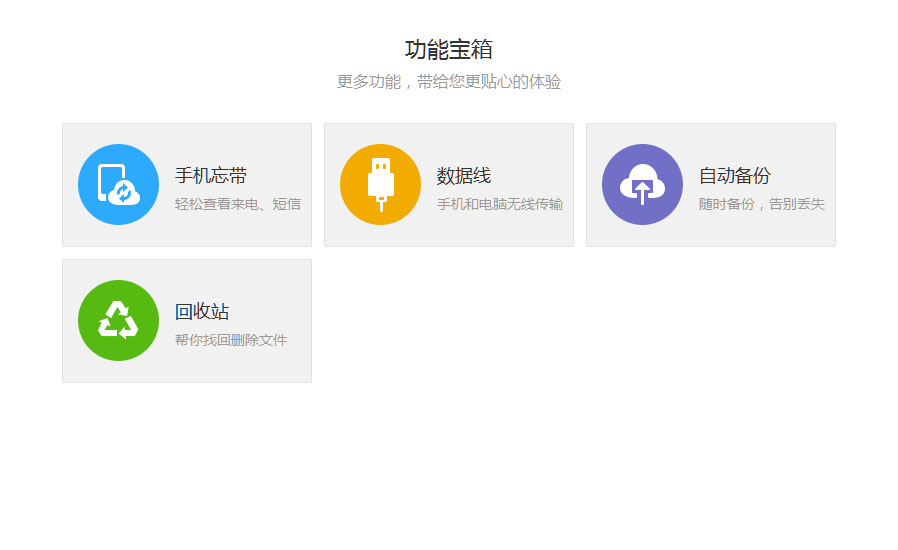 功能宝箱
更多功能，带给您更贴心的体验
手机忘带
轻松查看来电、短信
数据线
手机和电脑无线传输
自动备份
随时备份，告别丢失
回收站
帮你找回删除文件